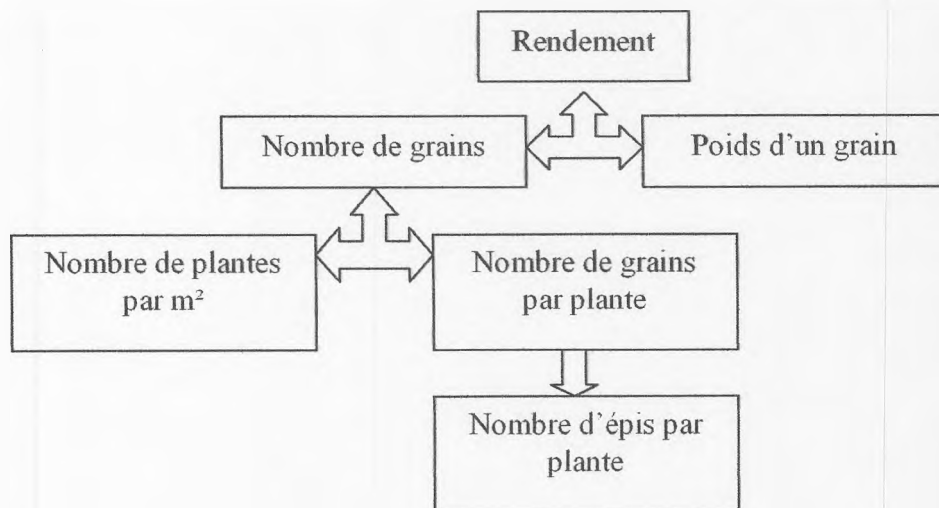 Rendement
Nombre de grains
Poids d'un grain
Nombre de plantes
par m²
Nombre de grains
par plante
Nombre d'épis par
plante